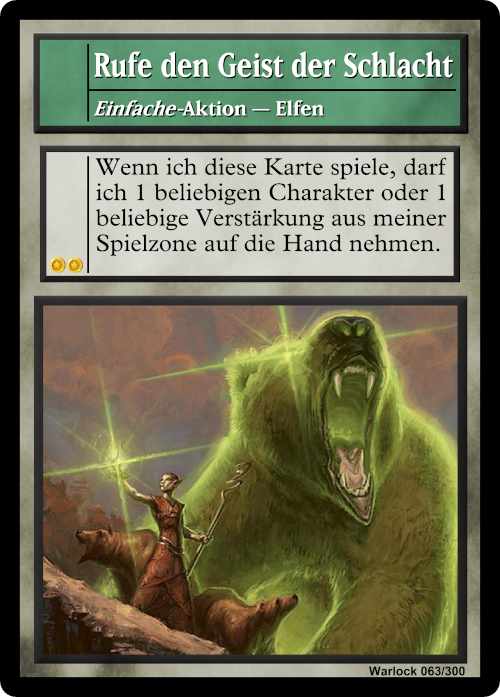 Rufe den Geist der Schlacht
Einfache-Aktion — Elfen
Wenn ich diese Karte spiele, darf
ich 1 beliebigen Charakter oder 1
beliebige Verstärkung aus meiner
Spielzone auf die Hand nehmen.
Warlock 063/300